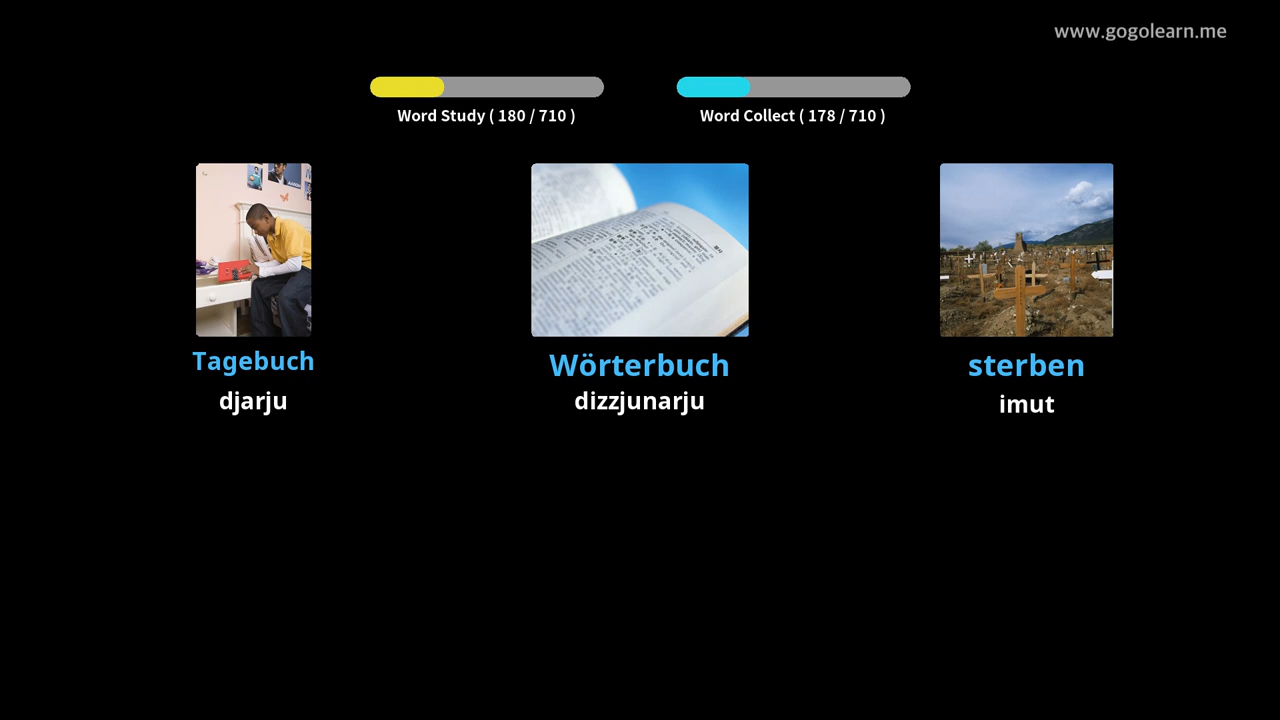 www.gogolearn.me
Word Study ( 180 / 710 )
Word Collect ( 178 / 710 )
Tagebuch
djarju
Wörterbuch
dizzjunarju
sterben
imut